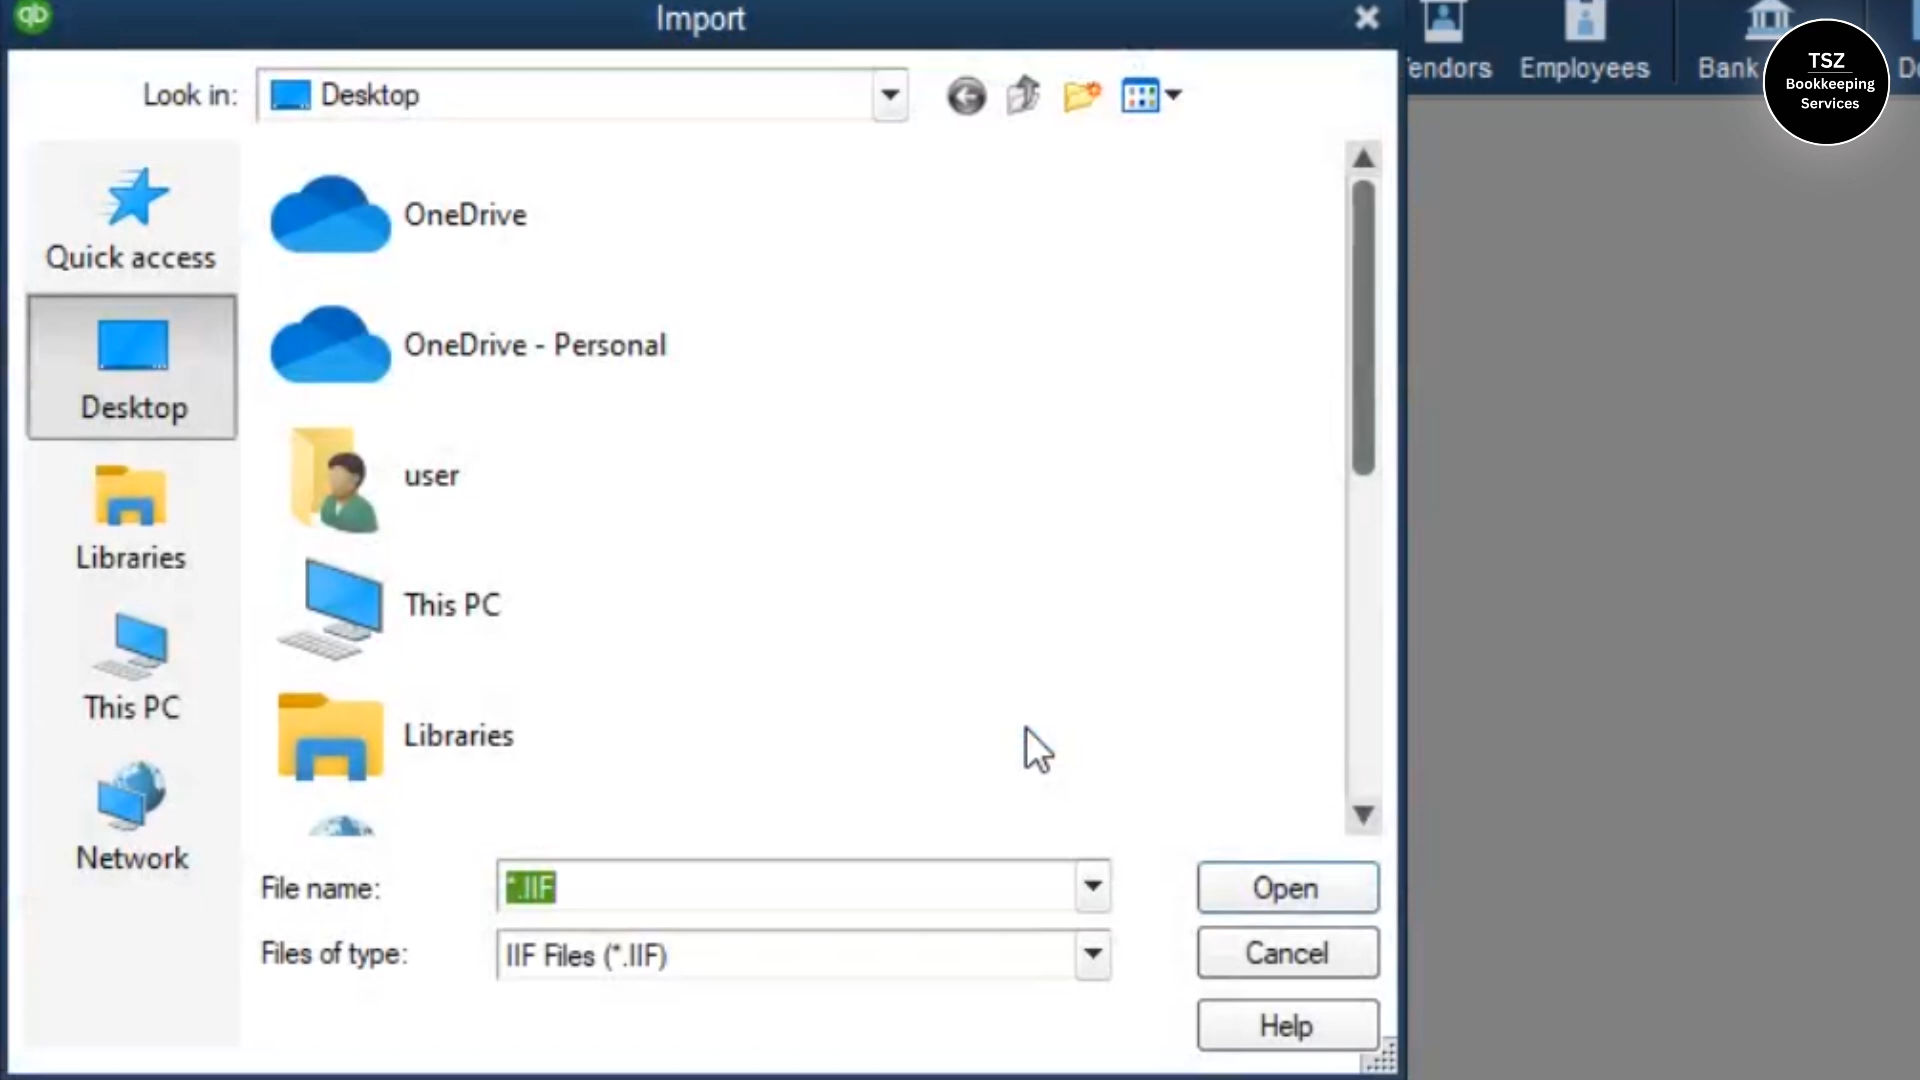 qb
Import
endors
Employees
Bank
TSZ
Bookkeeping
Services
Look in:
Desktop
Quick access
Desktop
Libraries
This PC
Network
OneDrive
OneDrive - Personal
user
This PC
Libraries
File name:
*.IIF
Open
Files of type:
IIF Files (*.IIF)
Cancel
Help